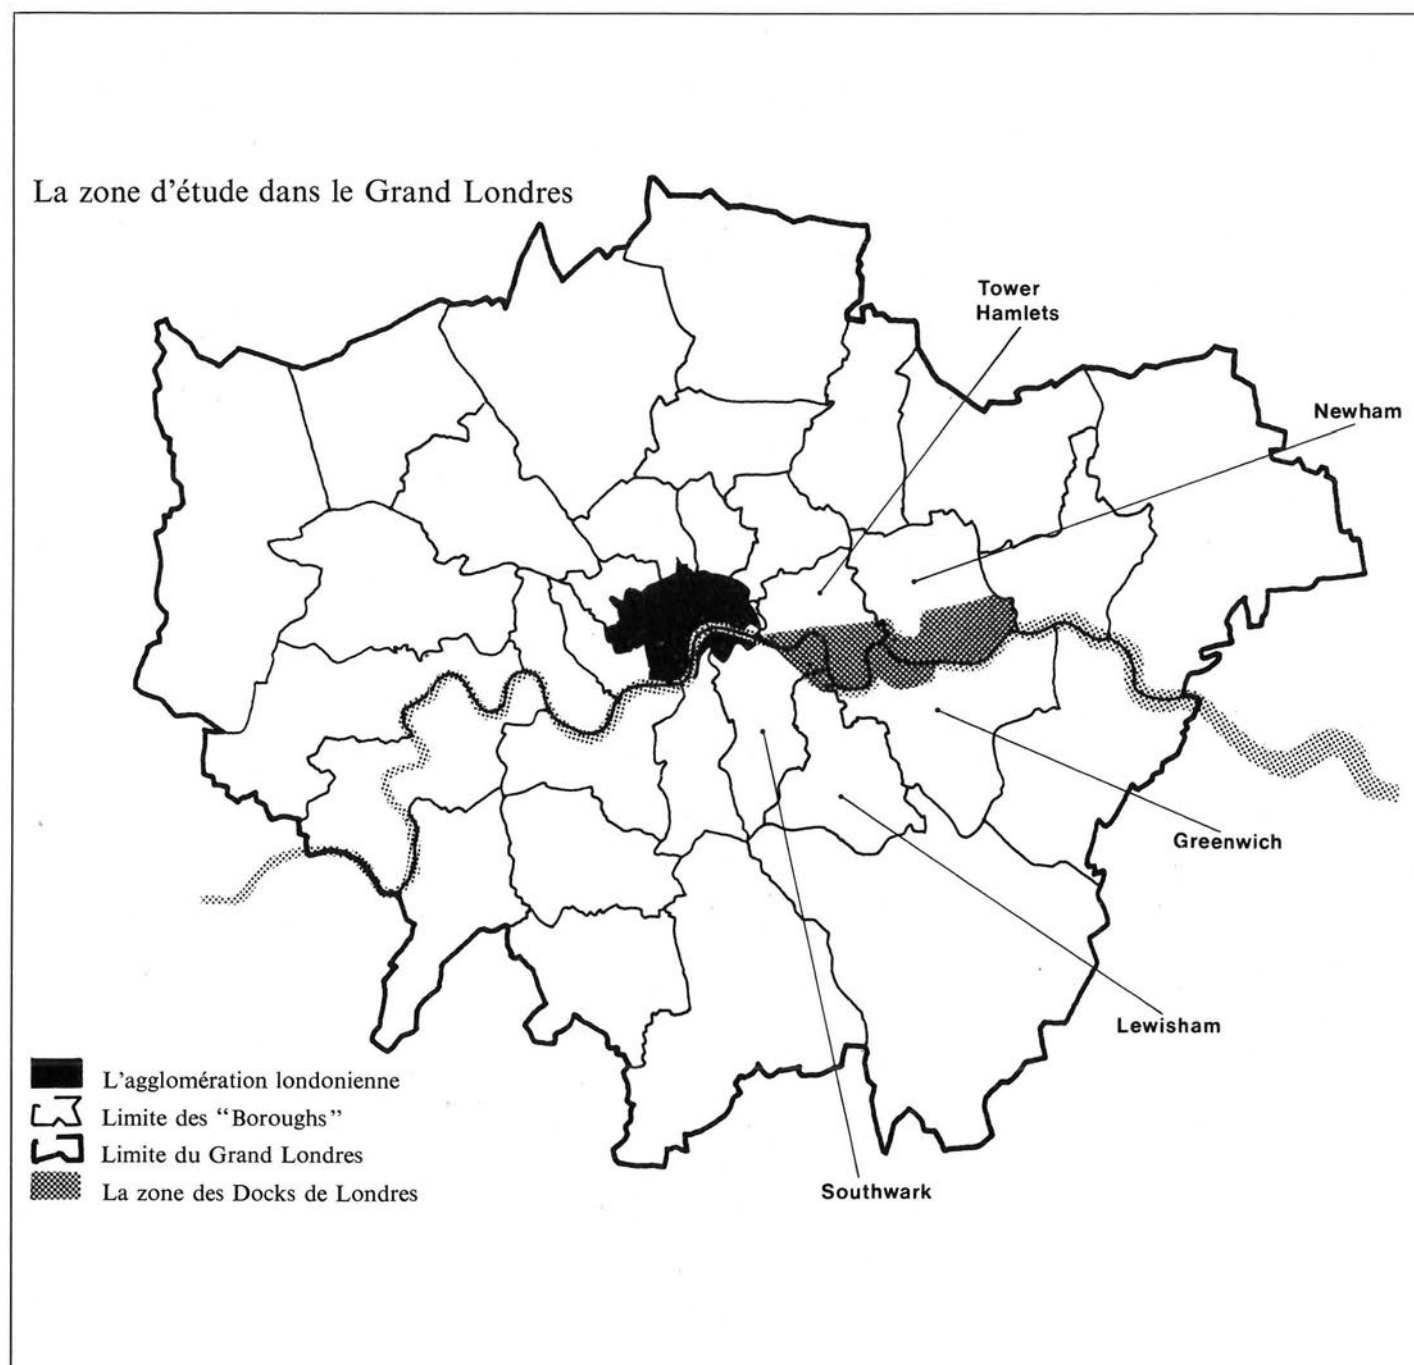 La zone d'étude dans le Grand Londres
Tower
Hamlets
Newham
Greenwich
Lewisham
Southwark
L'agglomération londonienne
Limite des “Boroughs”
Limite du Grand Londres
La zone des Docks de Londres